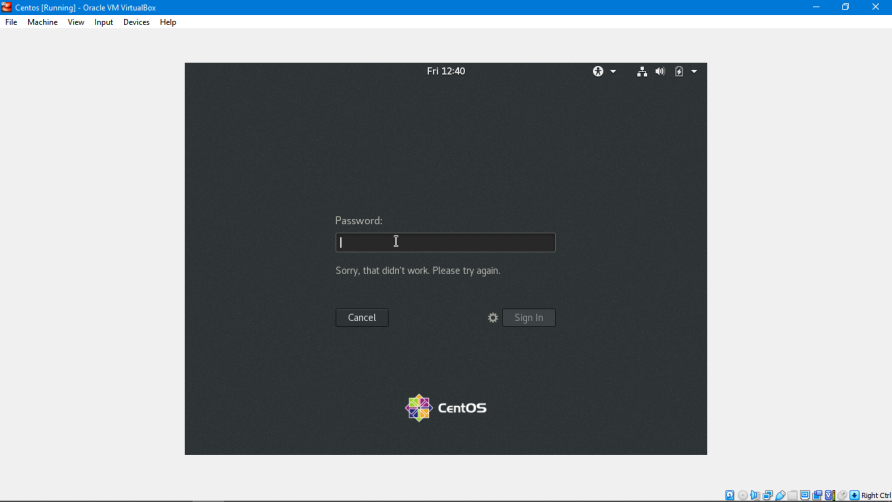 Centos [Running] - Oracle VM VirtualBox
File Machine View Input Devices Help
Fri 12:40
Password:
Sorry, that didn't work. Please try again.
Cancel Sign In
CentOS
Right Ctrl